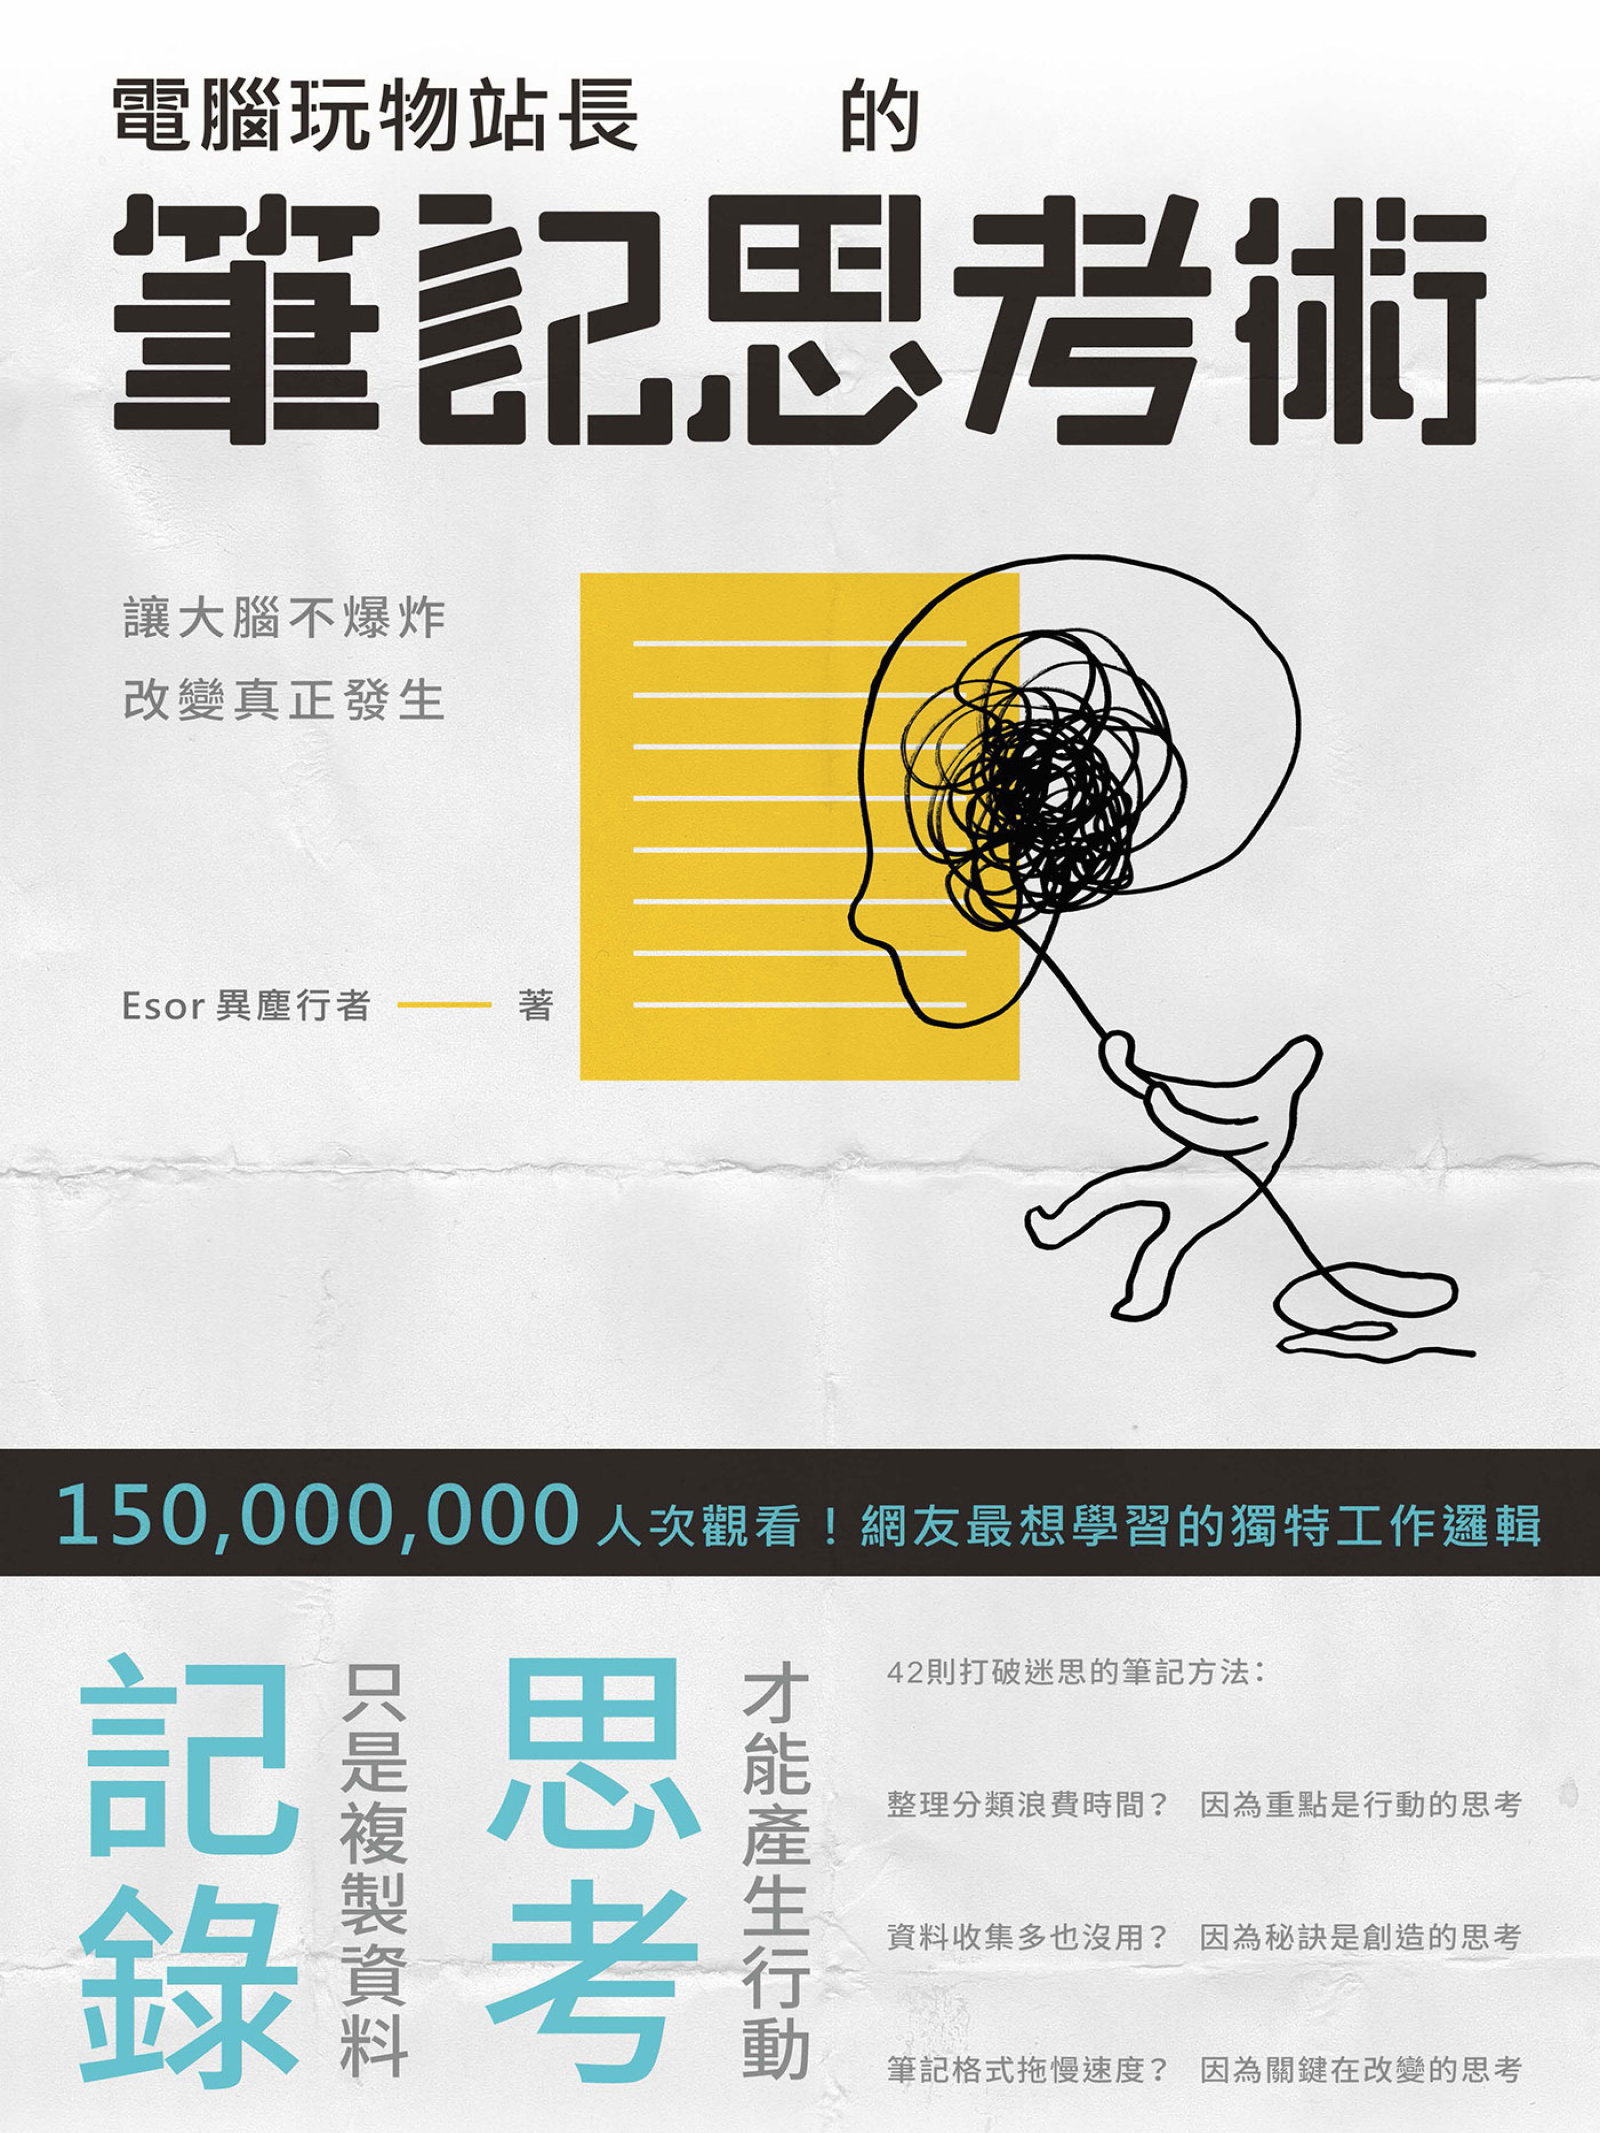 電腦玩物站長 的
筆記思考術
讓大腦不爆炸
改變真正發生
Esor 異塵行者 著
150,000,000人次觀看！網友最想學習的獨特工作邏輯
記錄
只是複製資料
思考
才能產生行動
42則打破迷思的筆記方法：
整理分類浪費時間？ 因為重點是行動的思考
資料收集多也沒用？ 因為秘訣是創造的思考
筆記格式拖慢速度？ 因為關鍵在改變的思考